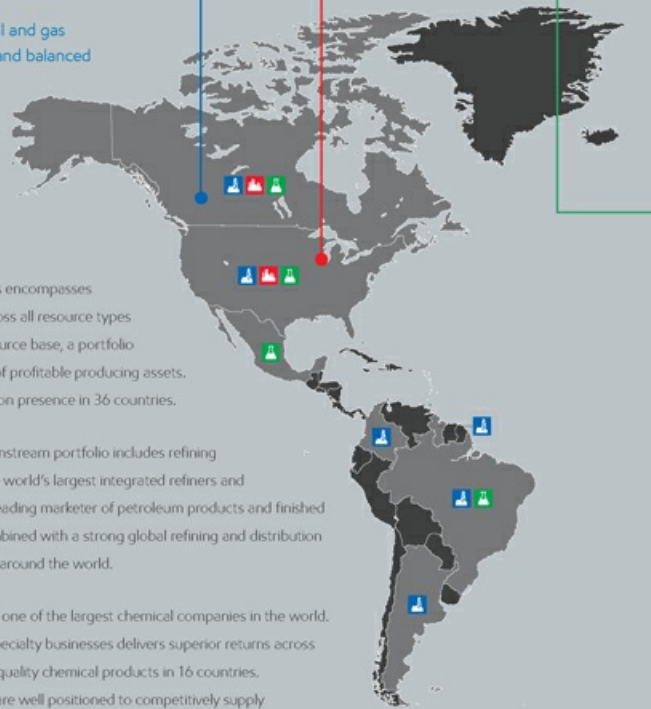 l and gas
and balanced
s encompasses
oss all resource types
urce base, a portfolio
of profitable producing assets.
on presence in 36 countries.
nstream portfolio includes refining
world's largest integrated refiners and
eading marketer of petroleum products and finished
bined with a strong global refining and distribution
around the world.
one of the largest chemical companies in the world.
pecialty businesses delivers superior returns across
quality chemical products in 16 countries.
re well positioned to competitively supply